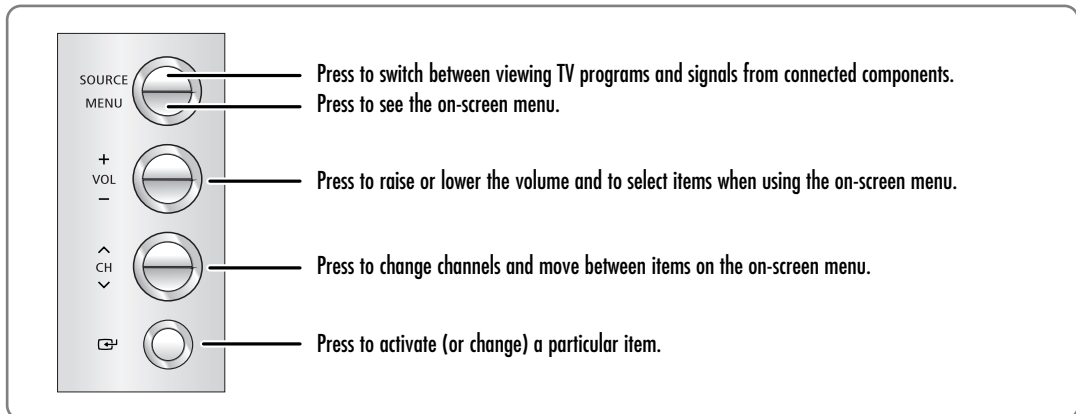 SOURCE
MENU
Press to switch between viewing TV programs and signals from connected components.
Press to see the on-screen menu.
+
VOL
–
Press to raise or lower the volume and to select items when using the on-screen menu.
CH
Press to change channels and move between items on the on-screen menu.
Press to activate (or change) a particular item.